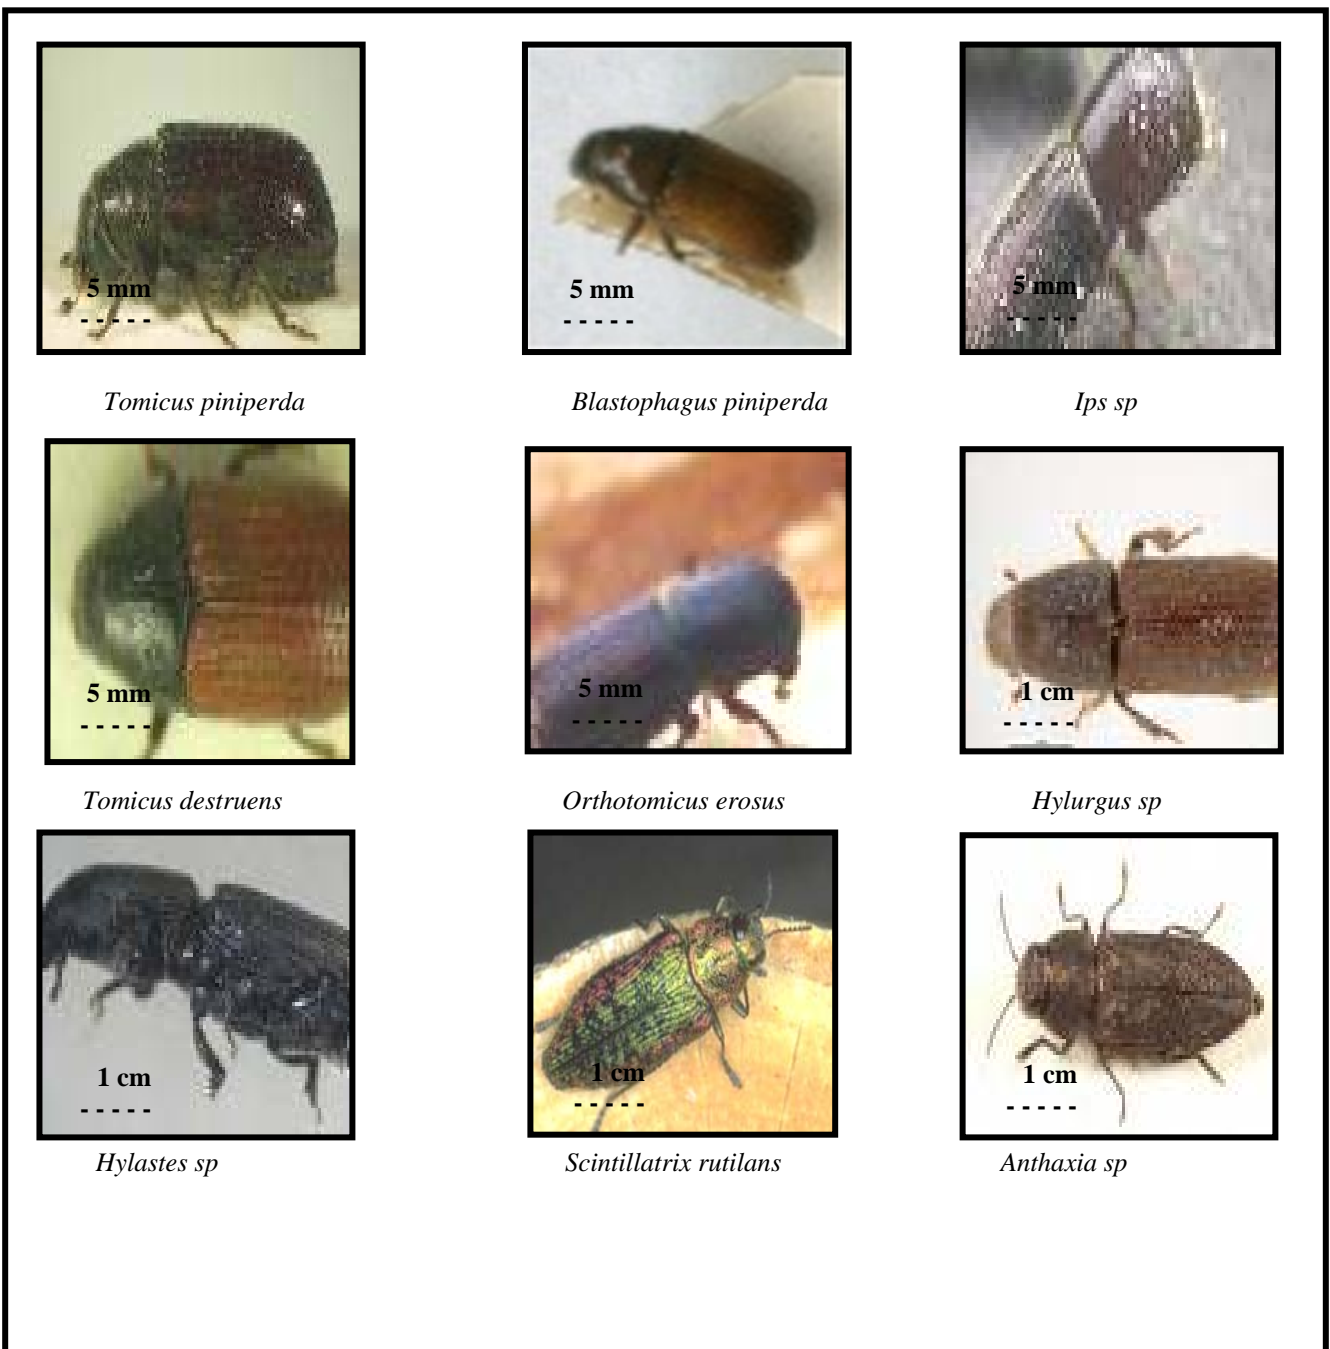 5 mm
5 mm
5 mm
Tomicus piniperda
Blastophagus piniperda
Ips sp
5 mm
5 mm
1 cm
Tomicus destruens
Orthotomicus erosus
Hylurgus sp
1 cm
1 cm
1 cm
Hylastes sp
Scintillatrix rutilans
Anthaxia sp